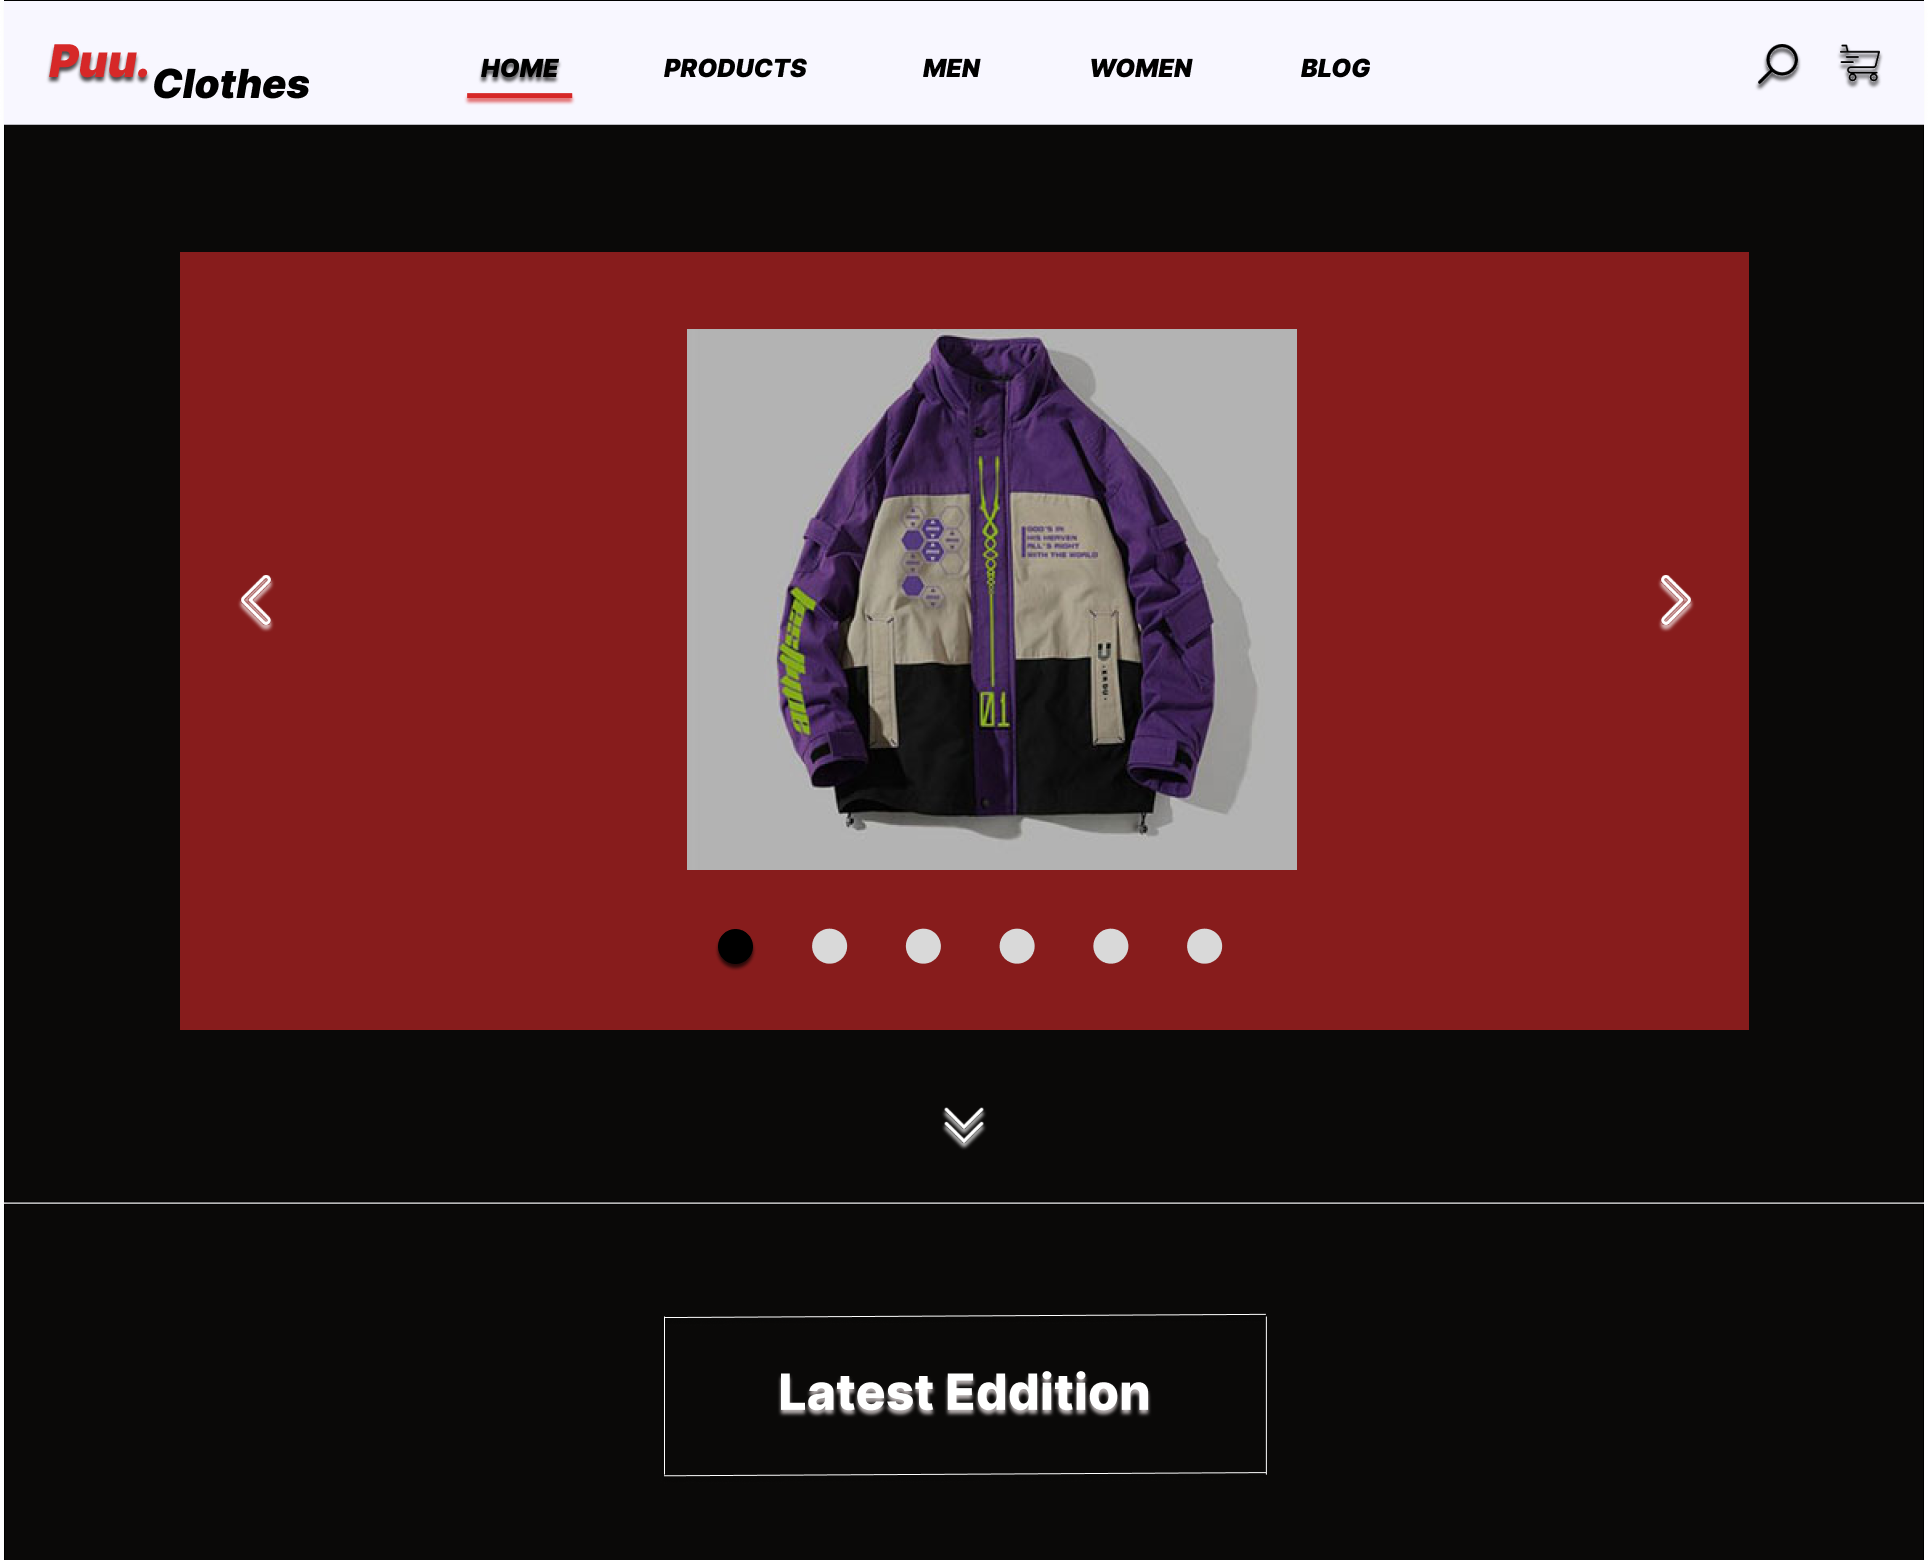 Puu. Clothes
HOME
PRODUCTS
MEN
WOMEN
BLOG
GOD'S IN
HIS HEAVEN
ALL'S RIGHT
WITH THE WORLD
01
Latest Eddition